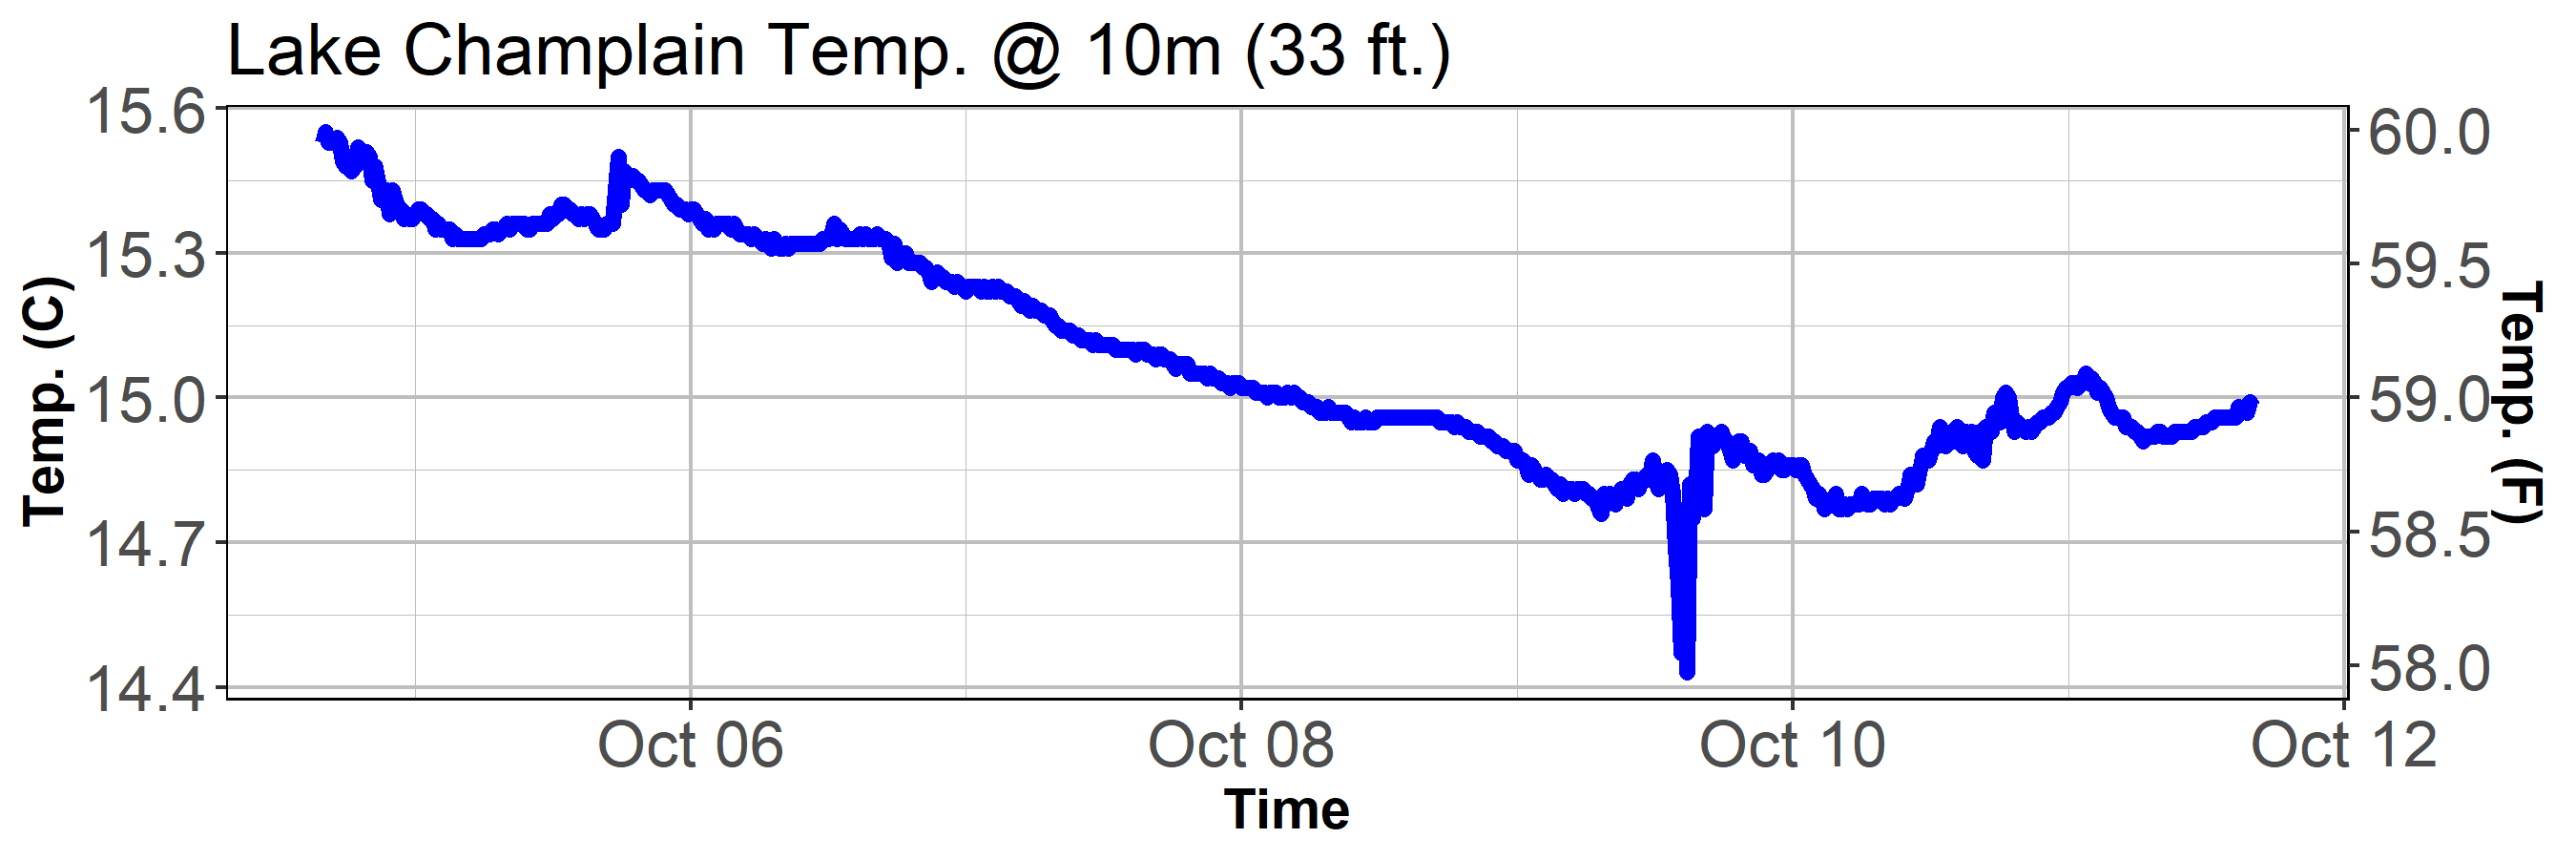 Lake Champlain Temp. @ 10m (33 ft.)
Temp. (C)
15.6
15.3
15.0
14.7
14.4
60.0
59.5
59.0
58.5
58.0
Temp. (F)
Oct 06 Oct 08 Oct 10 Oct 12
Time